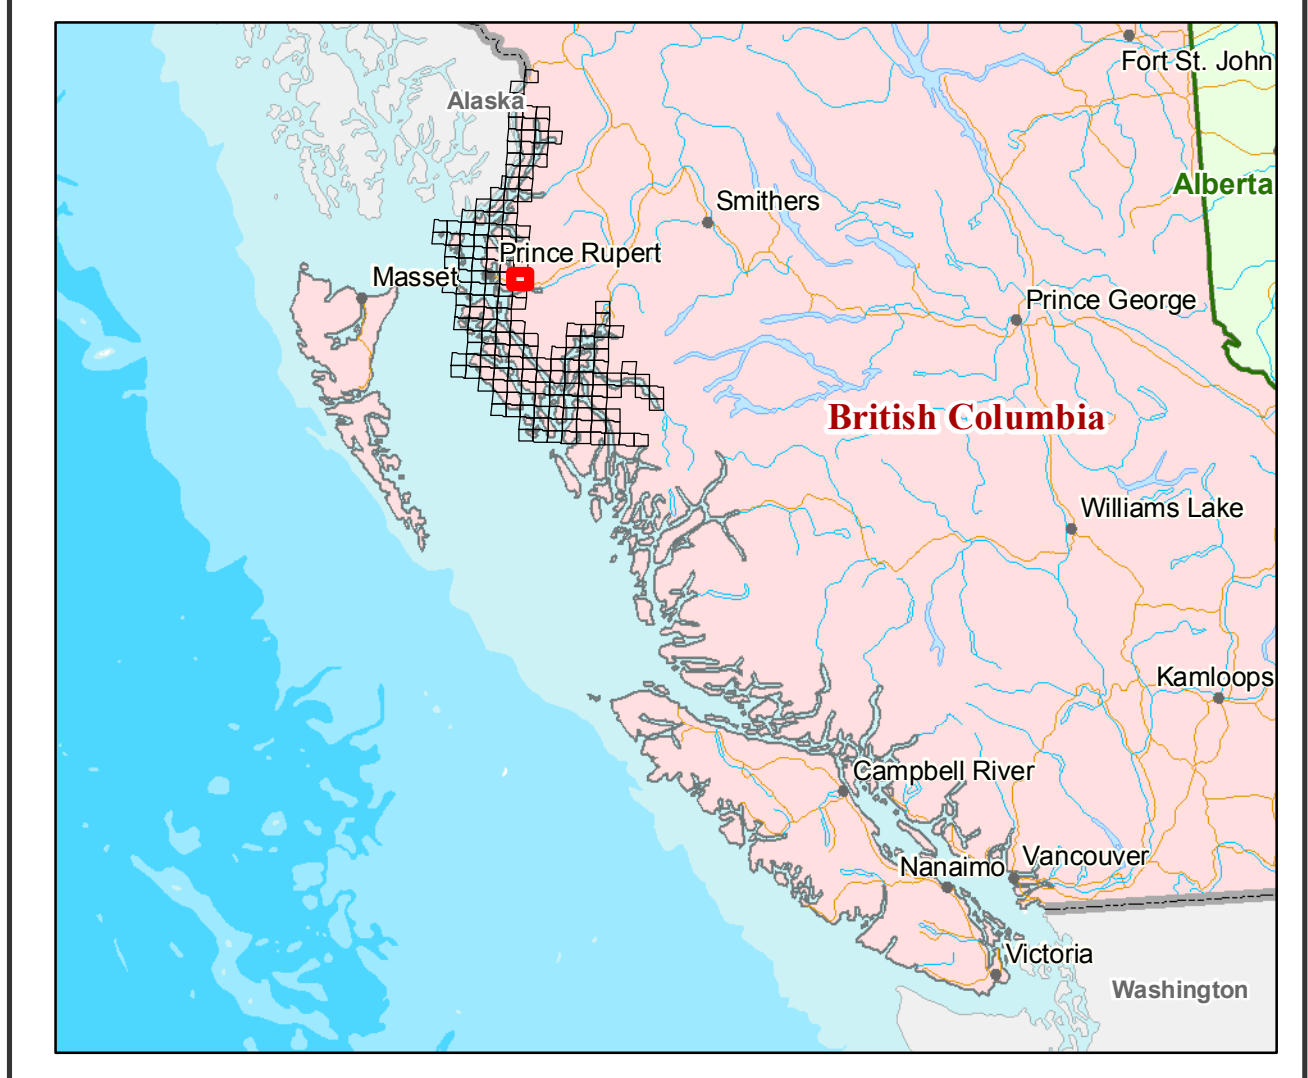 Fort St. John
Alaska
Alberta
Smithers
Prince Rupert
Masset
Prince George
British Columbia
Williams Lake
Kamloops
Campbell River
Vancouver
Nanaimo
Victoria
Washington